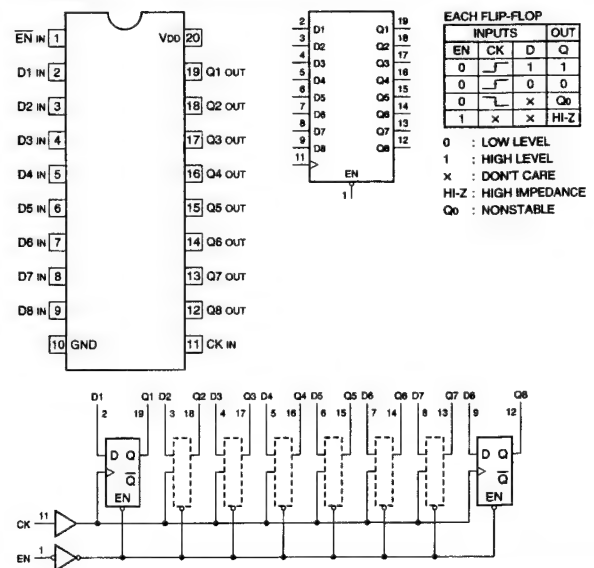 EN IN 1
D1 IN 2
D2 IN 3
D3 IN 4
D4 IN 5
D5 IN 6
D6 IN 7
D7 IN 8
D8 IN 9
10 GND
VDD 20
19 Q1 OUT
18 Q2 OUT
17 Q3 OUT
16 Q4 OUT
15 Q5 OUT
14 Q6 OUT
13 Q7 OUT
12 Q8 OUT
11 CK IN
2 D1 Q1 19
3 D2 Q2 18
4 D3 Q3 17
5 D4 Q4 16
6 D5 Q5 15
7 D6 Q6 14
8 D7 Q7 13
9 D8 Q8 12
11
EN
1
EACH FLIP-FLOP
INPUTS OUT
EN CK D Q
0 1 1
0 0 0
0 × Q0
1 × × HI-Z
0 : LOW LEVEL
1 : HIGH LEVEL
× : DON'T CARE
HI-Z : HIGH IMPEDANCE
Q0 : NONSTABLE
D1 Q1 D2 Q2 D3 Q3 D4 Q4 D5 Q5 D6 Q6 D7 Q7 D8 Q8
2 19 3 18 4 17 5 16 6 15 7 14 8 13 9 12
D Q D Q
Q Q
EN EN
CK 11
EN 1